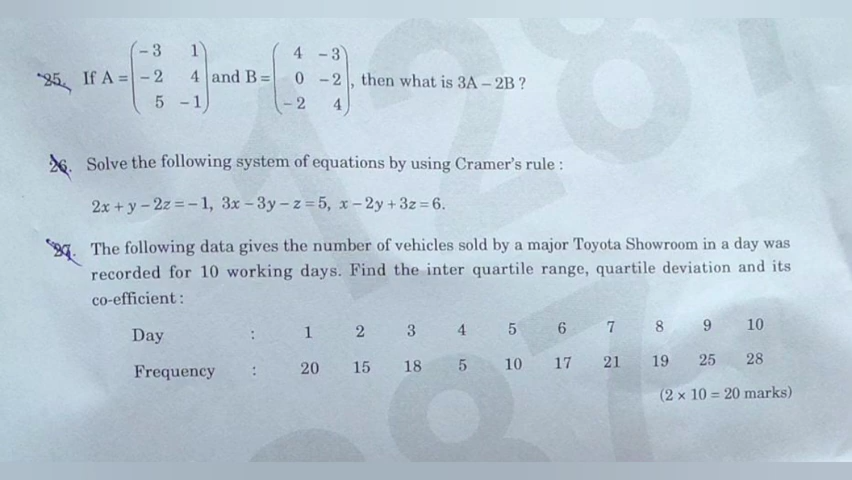 25. If A = (-3 1 -2 4 5 -1) and B = (4 -3 0 -2 -2 4), then what is 3A – 2B ?
26. Solve the following system of equations by using Cramer's rule :
2x + y – 2z = – 1, 3x – 3y – z = 5, x – 2y + 3z = 6.
27. The following data gives the number of vehicles sold by a major Toyota Showroom in a day was
recorded for 10 working days. Find the inter quartile range, quartile deviation and its
co-efficient :
Day : 1 2 3 4 5 6 7 8 9 10
Frequency : 20 15 18 5 10 17 21 19 25 28
(2 × 10 = 20 marks)